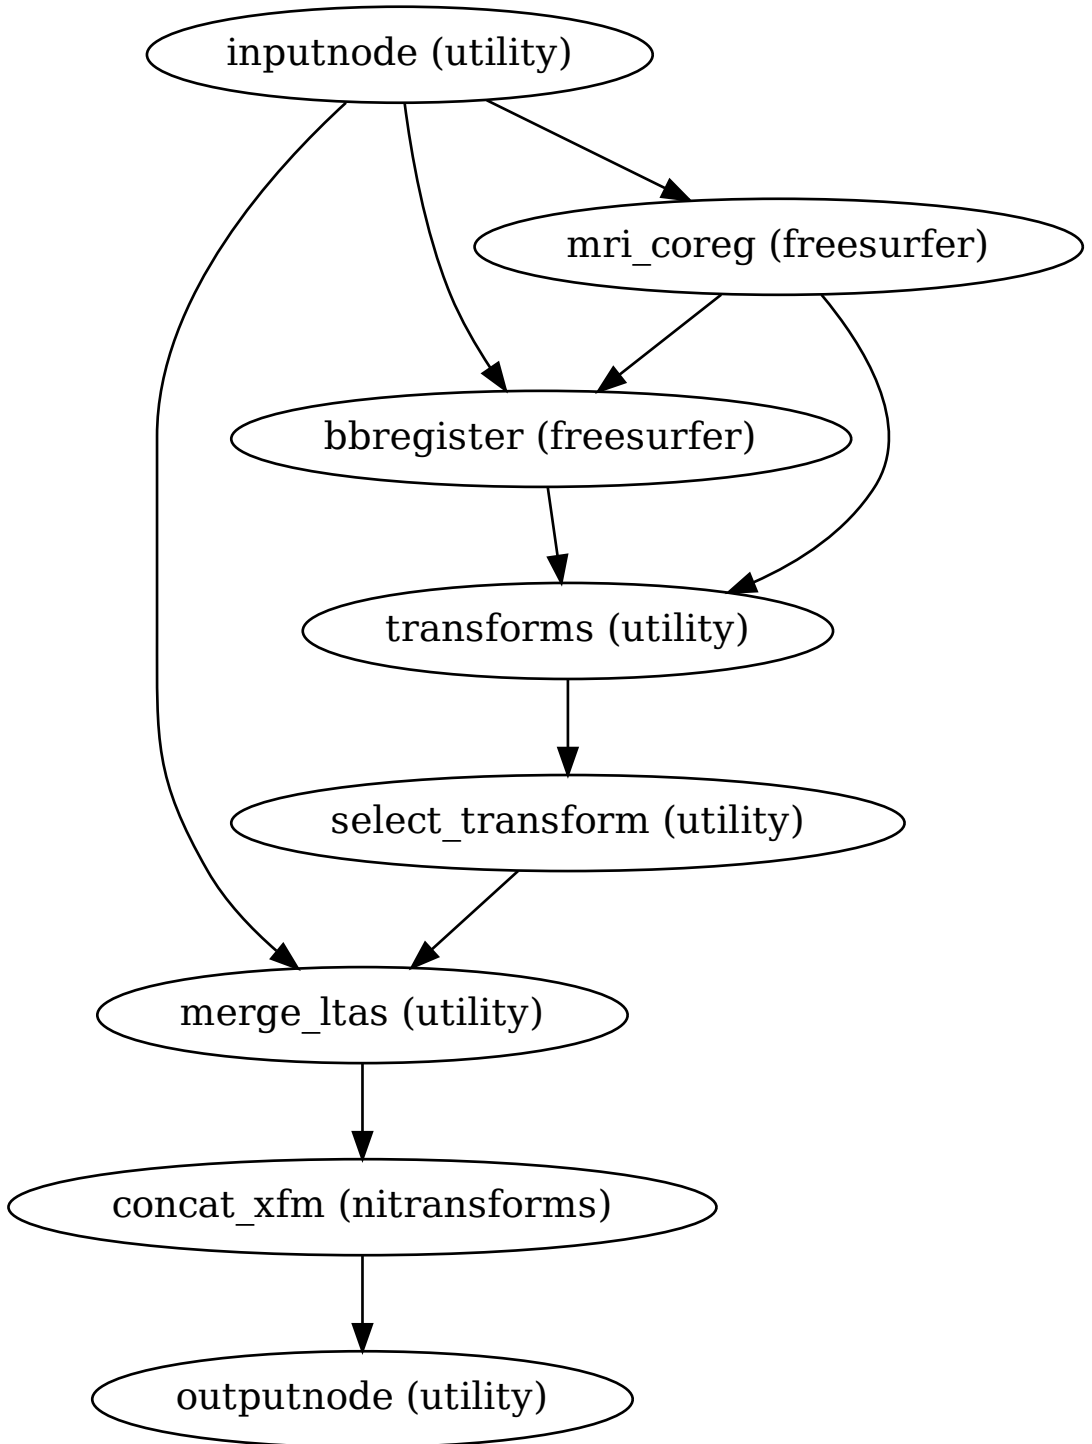 inputnode (utility)
mri_coreg (freesurfer)
bbregister (freesurfer)
transforms (utility)
select_transform (utility)
merge_ltas (utility)
concat_xfm (nitransforms)
outputnode (utility)